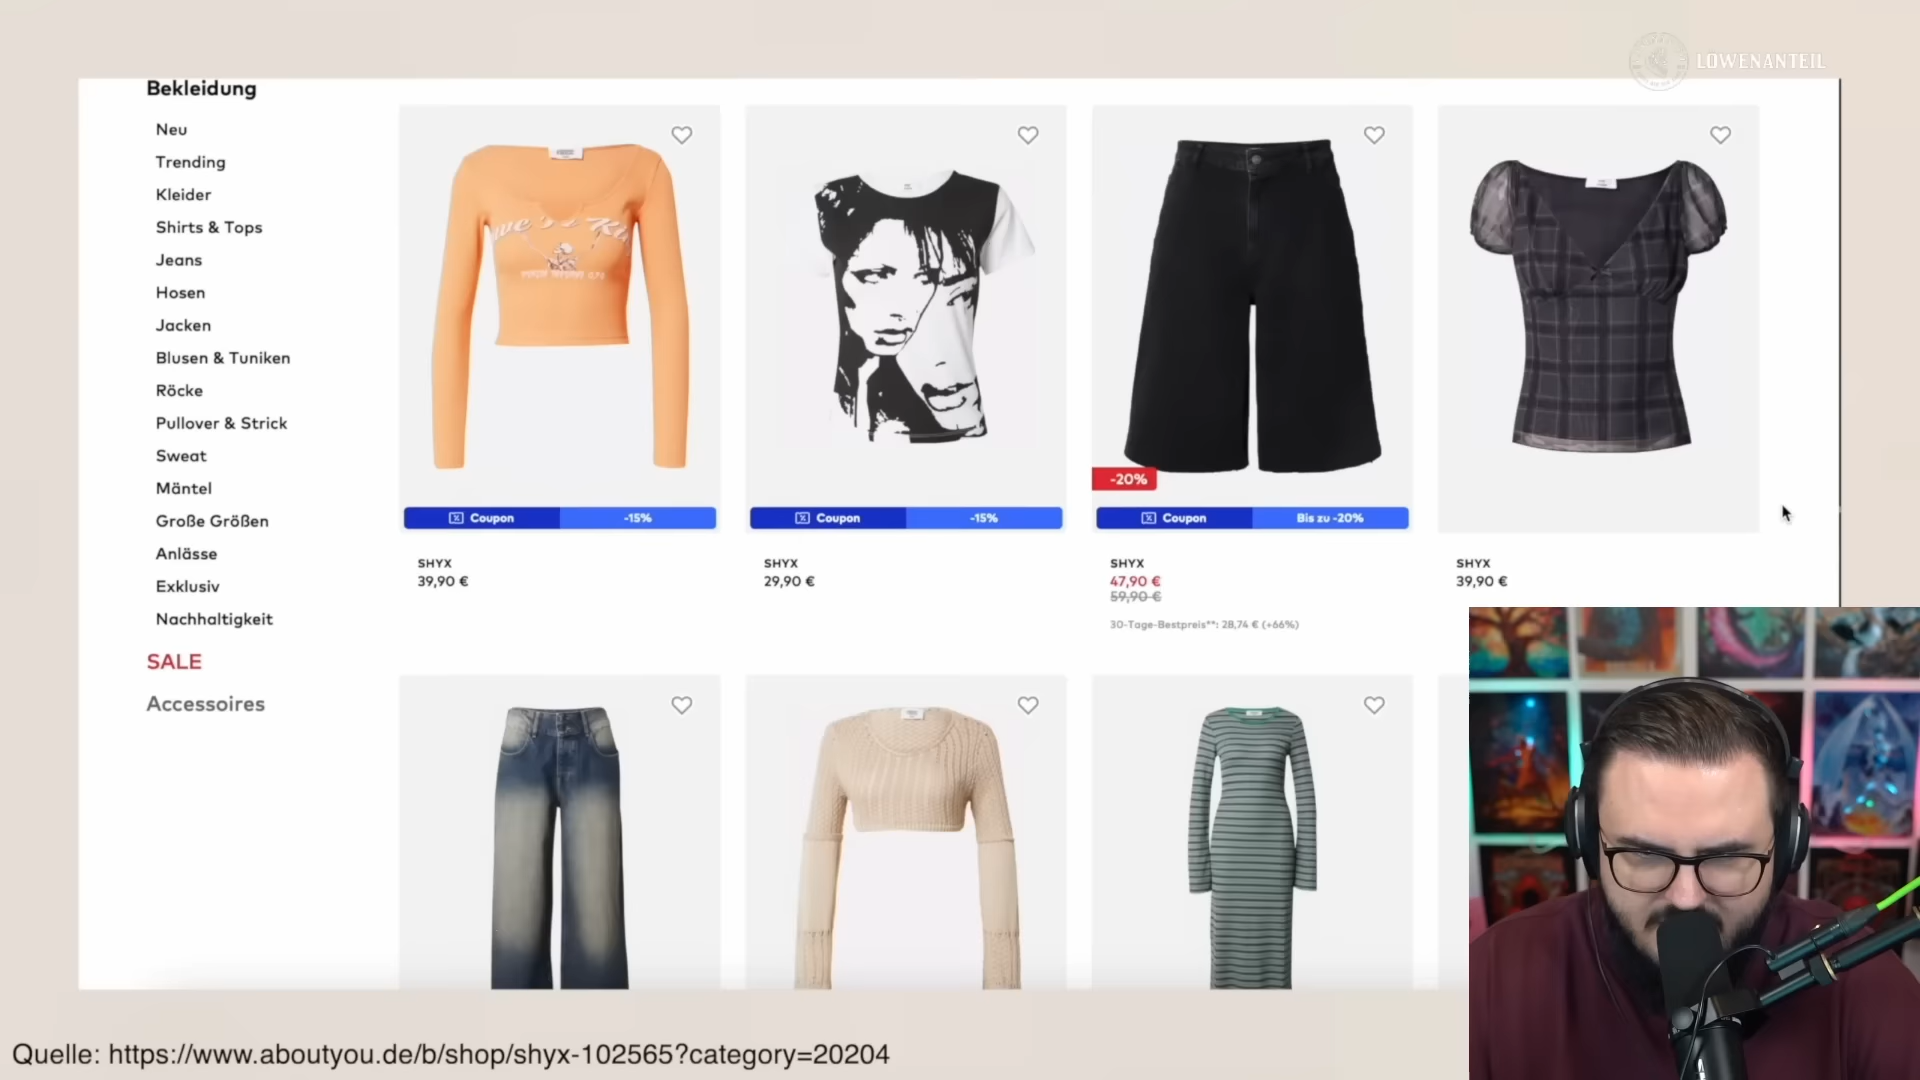 LÖWENANTEIL
Bekleidung
Neu
Trending
Kleider
Shirts & Tops
Jeans
Hosen
Jacken
Blusen & Tuniken
Röcke
Pullover & Strick
Sweat
Mäntel
Große Größen
Anlässe
Exklusiv
Nachhaltigkeit
SALE
Accessoires
Coupon -15%
SHYX
39,90 €
Coupon -15%
SHYX
29,90 €
-20%
Coupon Bis zu -20%
SHYX
47,90 €
59,90 €
30-Tage-Bestpreis**: 28,74 € (+66%)
SHYX
39,90 €
Quelle: https://www.aboutyou.de/b/shop/shyx-102565?category=20204